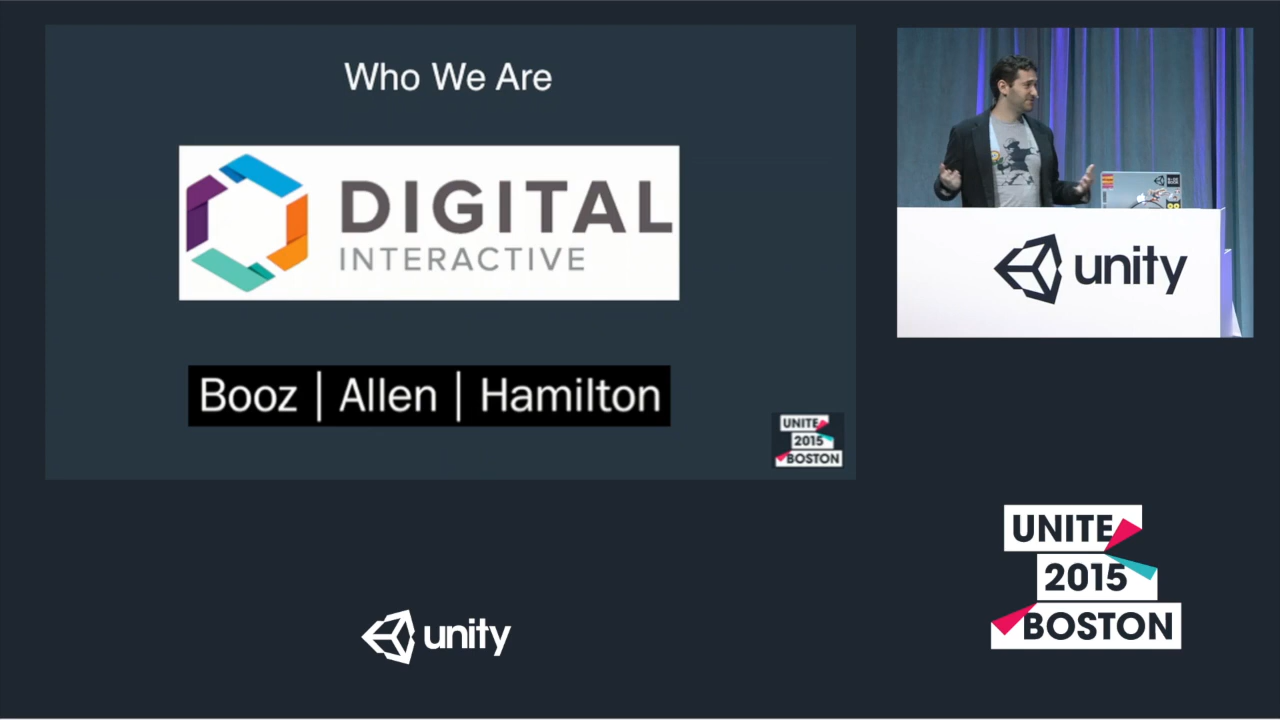 Who We Are
DIGITAL
INTERACTIVE
Booz | Allen | Hamilton
UNITE
2015
BOSTON
unity
UNITE
2015
BOSTON
unity